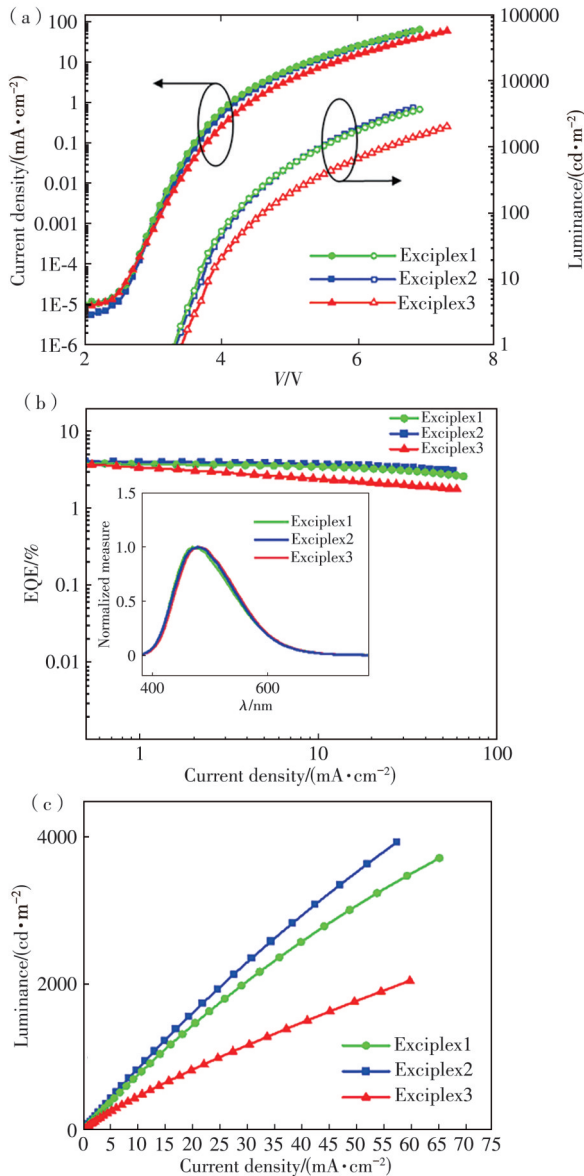 (a)
100
10
1
0.1
0.01
0.001
1E-4
1E-5
1E-6
Current density/(mA·cm⁻²)
100000
10000
1000
100
10
1
Luminance/(cd·m⁻²)
Exciplex1
Exciplex2
Exciplex3
2 4 6 8
V/V
(b)
Exciplex1
Exciplex2
Exciplex3
10
1
0.1
0.01
EQE/%
1.5
1.0
0.5
0
Normalized measure
Exciplex1
Exciplex2
Exciplex3
400 600
λ/nm
1 10 100
Current density/(mA·cm⁻²)
(c)
4000
2000
0
Luminance/(cd·m⁻²)
Exciplex1
Exciplex2
Exciplex3
0 5 10 15 20 25 30 35 40 45 50 55 60 65 70 75
Current density/(mA·cm⁻²)